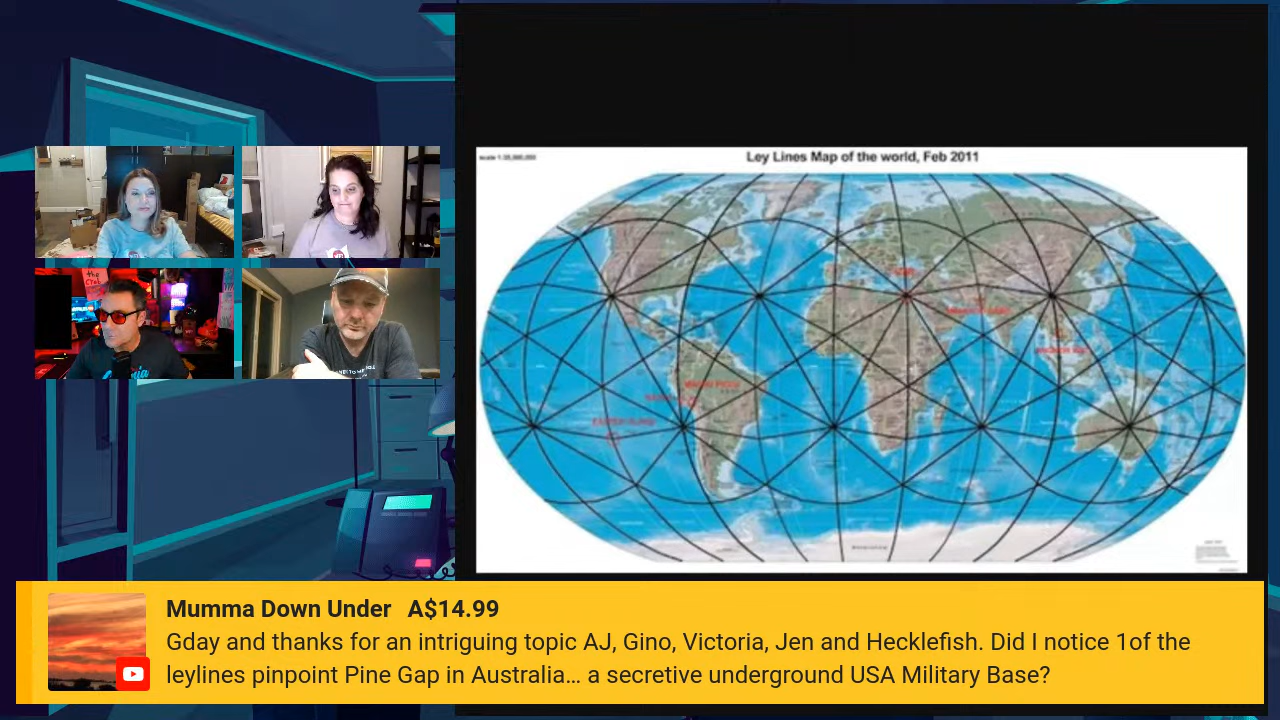 Ley Lines Map of the world, Feb 2011
Mumma Down Under A$14.99
Gday and thanks for an intriguing topic AJ, Gino, Victoria, Jen and Hecklefish. Did I notice 1of the
leylines pinpoint Pine Gap in Australia... a secretive underground USA Military Base?